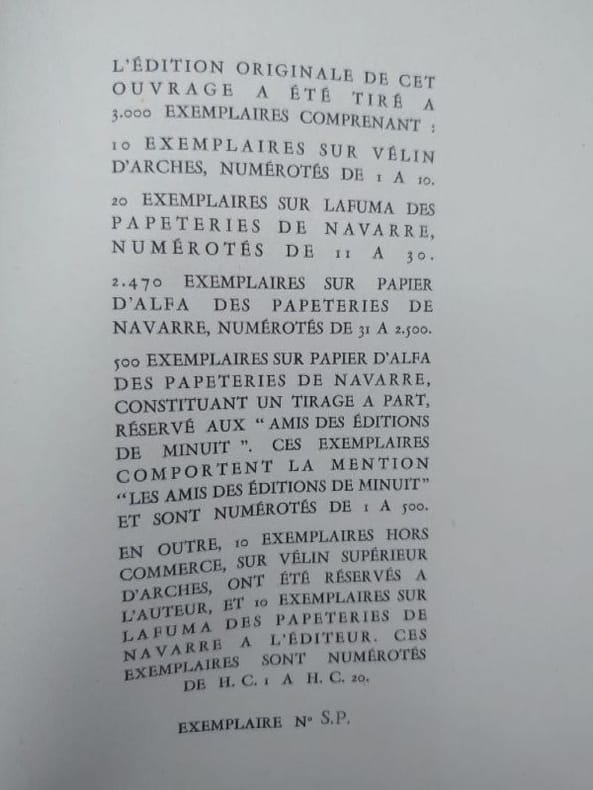 L'ÉDITION ORIGINALE DE CET
OUVRAGE A ÉTÉ TIRÉ A
3.000 EXEMPLAIRES COMPRENANT :
10 EXEMPLAIRES SUR VÉLIN
D'ARCHES, NUMÉROTÉS DE 1 A 10.
20 EXEMPLAIRES SUR LAFUMA DES
PAPETERIES DE NAVARRE,
NUMÉROTÉS DE 11 A 30.
2.470 EXEMPLAIRES SUR PAPIER
D'ALFA DES PAPETERIES DE
NAVARRE, NUMÉROTÉS DE 31 A 2.500.
500 EXEMPLAIRES SUR PAPIER D'ALFA
DES PAPETERIES DE NAVARRE,
CONSTITUANT UN TIRAGE A PART,
RÉSERVÉ AUX “ AMIS DES ÉDITIONS
DE MINUIT ”. CES EXEMPLAIRES
COMPORTENT LA MENTION
“LES AMIS DES ÉDITIONS DE MINUIT”
ET SONT NUMÉROTÉS DE 1 A 500.
EN OUTRE, 10 EXEMPLAIRES HORS
COMMERCE, SUR VÉLIN SUPÉRIEUR
D'ARCHES, ONT ÉTÉ RÉSERVÉS A
L'AUTEUR, ET 10 EXEMPLAIRES SUR
LAFUMA DES PAPETERIES DE
NAVARRE A L'ÉDITEUR. CES
EXEMPLAIRES SONT NUMÉROTÉS
DE H. C. 1 A H. C. 20.
EXEMPLAIRE Nº S.P.